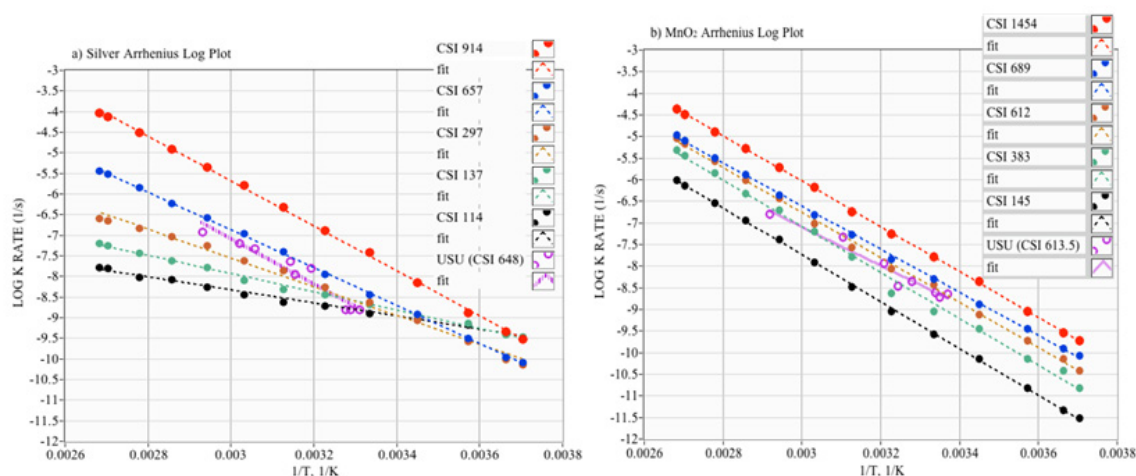 a) Silver Arrhenius Log Plot
CSI 914
fit
CSI 657
fit
CSI 297
fit
CSI 137
fit
CSI 114
fit
USU (CSI 648)
fit
LOG K RATE (1/s)
-3
-3.5
-4
-4.5
-5
-5.5
-6
-6.5
-7
-7.5
-8
-8.5
-9
-9.5
-10
-10.5
-11
-11.5
-12
0.0026
0.0028
0.003
0.0032
0.0034
0.0036
0.0038
1/T, 1/K
b) MnO₂ Arrhenius Log Plot
CSI 1454
fit
CSI 689
fit
CSI 612
fit
CSI 383
fit
CSI 145
fit
USU (CSI 613.5)
fit
LOG K RATE (1/s)
-3
-3.5
-4
-4.5
-5
-5.5
-6
-6.5
-7
-7.5
-8
-8.5
-9
-9.5
-10
-10.5
-11
-11.5
-12
0.0026
0.0028
0.003
0.0032
0.0034
0.0036
0.0038
1/T, 1/K